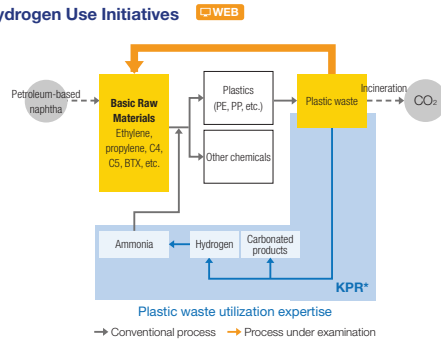 ydrogen Use Initiatives WEB
Petroleum-based
naphtha
Basic Raw
Materials
Ethylene,
propylene, C4,
C5, BTX, etc.
Plastics
(PE, PP, etc.)
Other chemicals
Plastic waste
Incineration
CO₂
Ammonia
Hydrogen
Carbonated
products
KPR*
Plastic waste utilization expertise
Conventional process
Process under examination